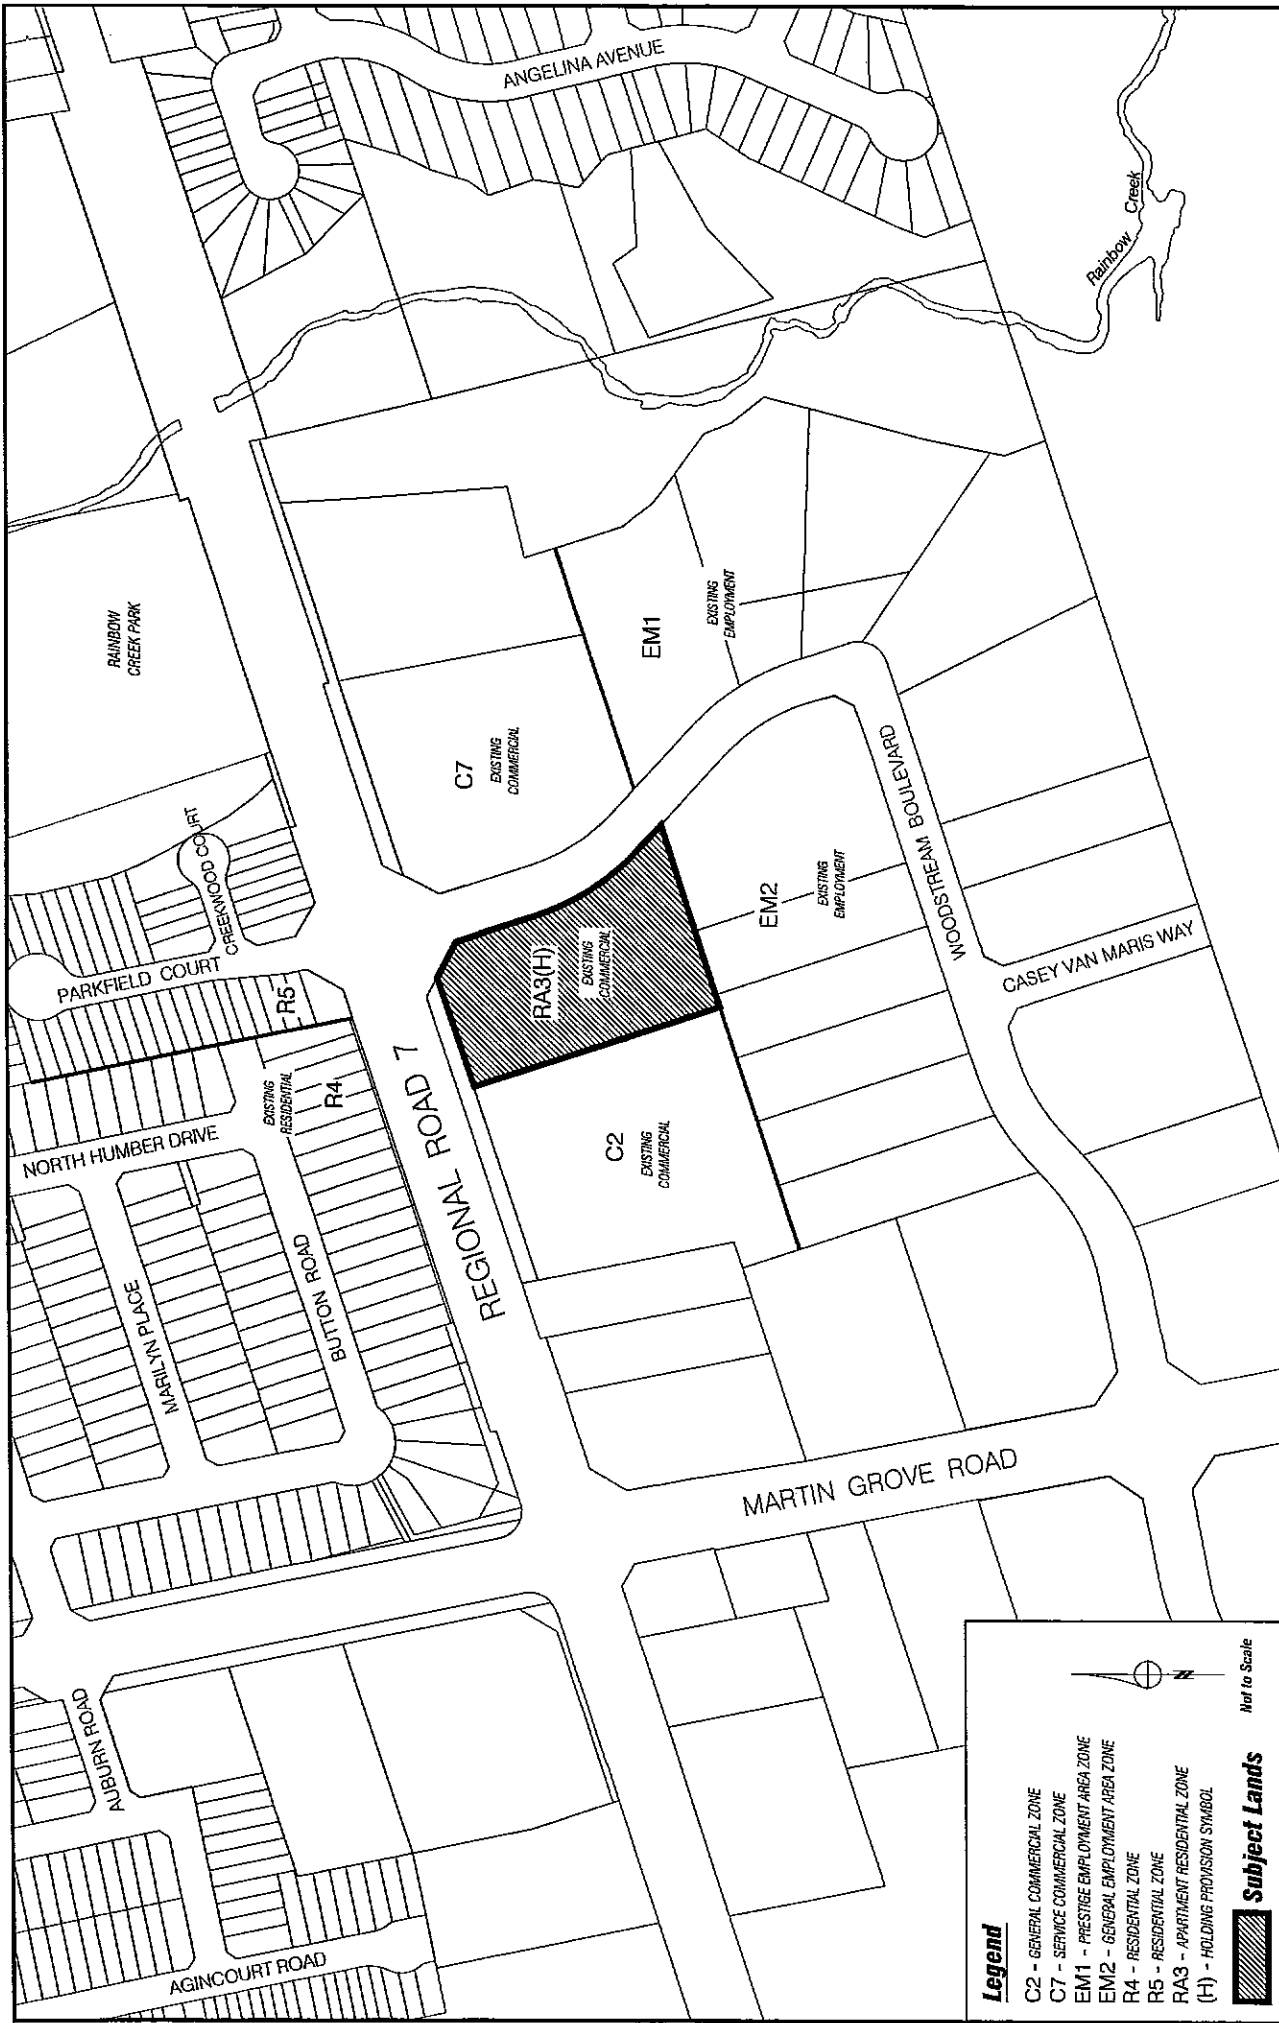 ANGELINA AVENUE
Rainbow Creek
RAINBOW
CREEK PARK
CREEKWOOD COURT
PARKFIELD COURT
R5
NORTH HUMBER DRIVE
EXISTING
RESIDENTIAL
R4
MARILYN PLACE
BUTTON ROAD
REGIONAL ROAD 7
C7
EXISTING
COMMERCIAL
EM1
EXISTING
EMPLOYMENT
RA3(H)
EXISTING
COMMERCIAL
EM2
EXISTING
EMPLOYMENT
WOODSTREAM BOULEVARD
CASEY VAN MARIS WAY
C2
EXISTING
COMMERCIAL
MARTIN GROVE ROAD
AUBURN ROAD
AGINCOURT ROAD
Legend
C2 - GENERAL COMMERCIAL ZONE
C7 - SERVICE COMMERCIAL ZONE
EM1 - PRESTIGE EMPLOYMENT AREA ZONE
EM2 - GENERAL EMPLOYMENT AREA ZONE
R4 - RESIDENTIAL ZONE
R5 - RESIDENTIAL ZONE
RA3 - APARTMENT RESIDENTIAL ZONE
(H) - HOLDING PROVISION SYMBOL
Subject Lands
N
Not to Scale